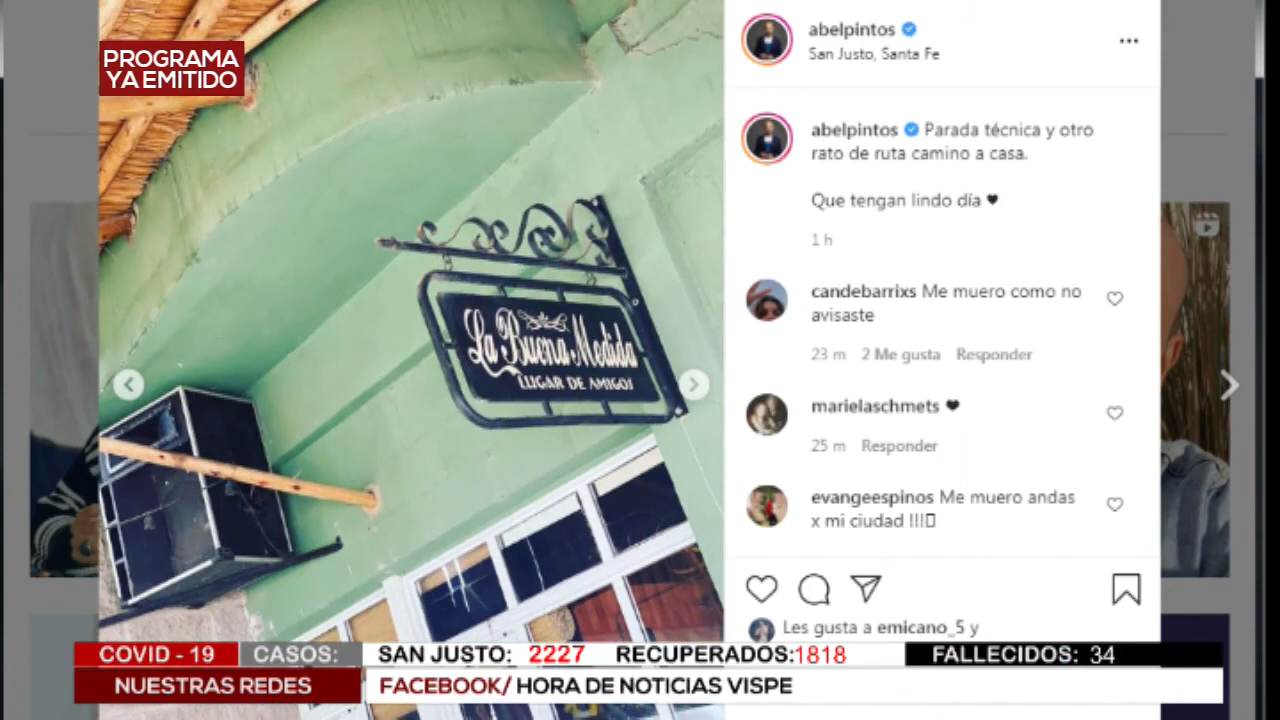 PROGRAMA
YA EMITIDO
La Buena Medida
LUGAR DE AMIGOS
abelpintos
San Justo, Santa Fe
abelpintos Parada técnica y otro
rato de ruta camino a casa.
Que tengan lindo día ♥
1 h
candebarrixs Me muero como no
avisaste
23 m 2 Me gusta Responder
marielaschmets ♥
25 m Responder
evangeespinos Me muero andas
x mi ciudad !!!
Les gusta a emicano_5 y
COVID - 19 CASOS: SAN JUSTO: 2227 RECUPERADOS:1818 FALLECIDOS: 34
NUESTRAS REDES FACEBOOK/ HORA DE NOTICIAS VISPE